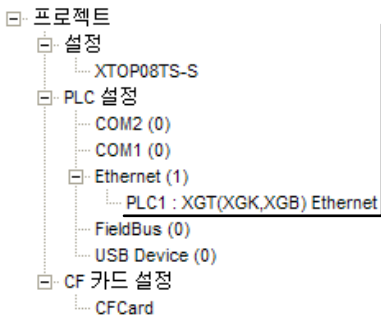 프로젝트
설정
XTOP08TS-S
PLC 설정
COM2 (0)
COM1 (0)
Ethernet (1)
PLC1 : XGT(XGK,XGB) Ethernet
FieldBus (0)
USB Device (0)
CF 카드 설정
CFCard